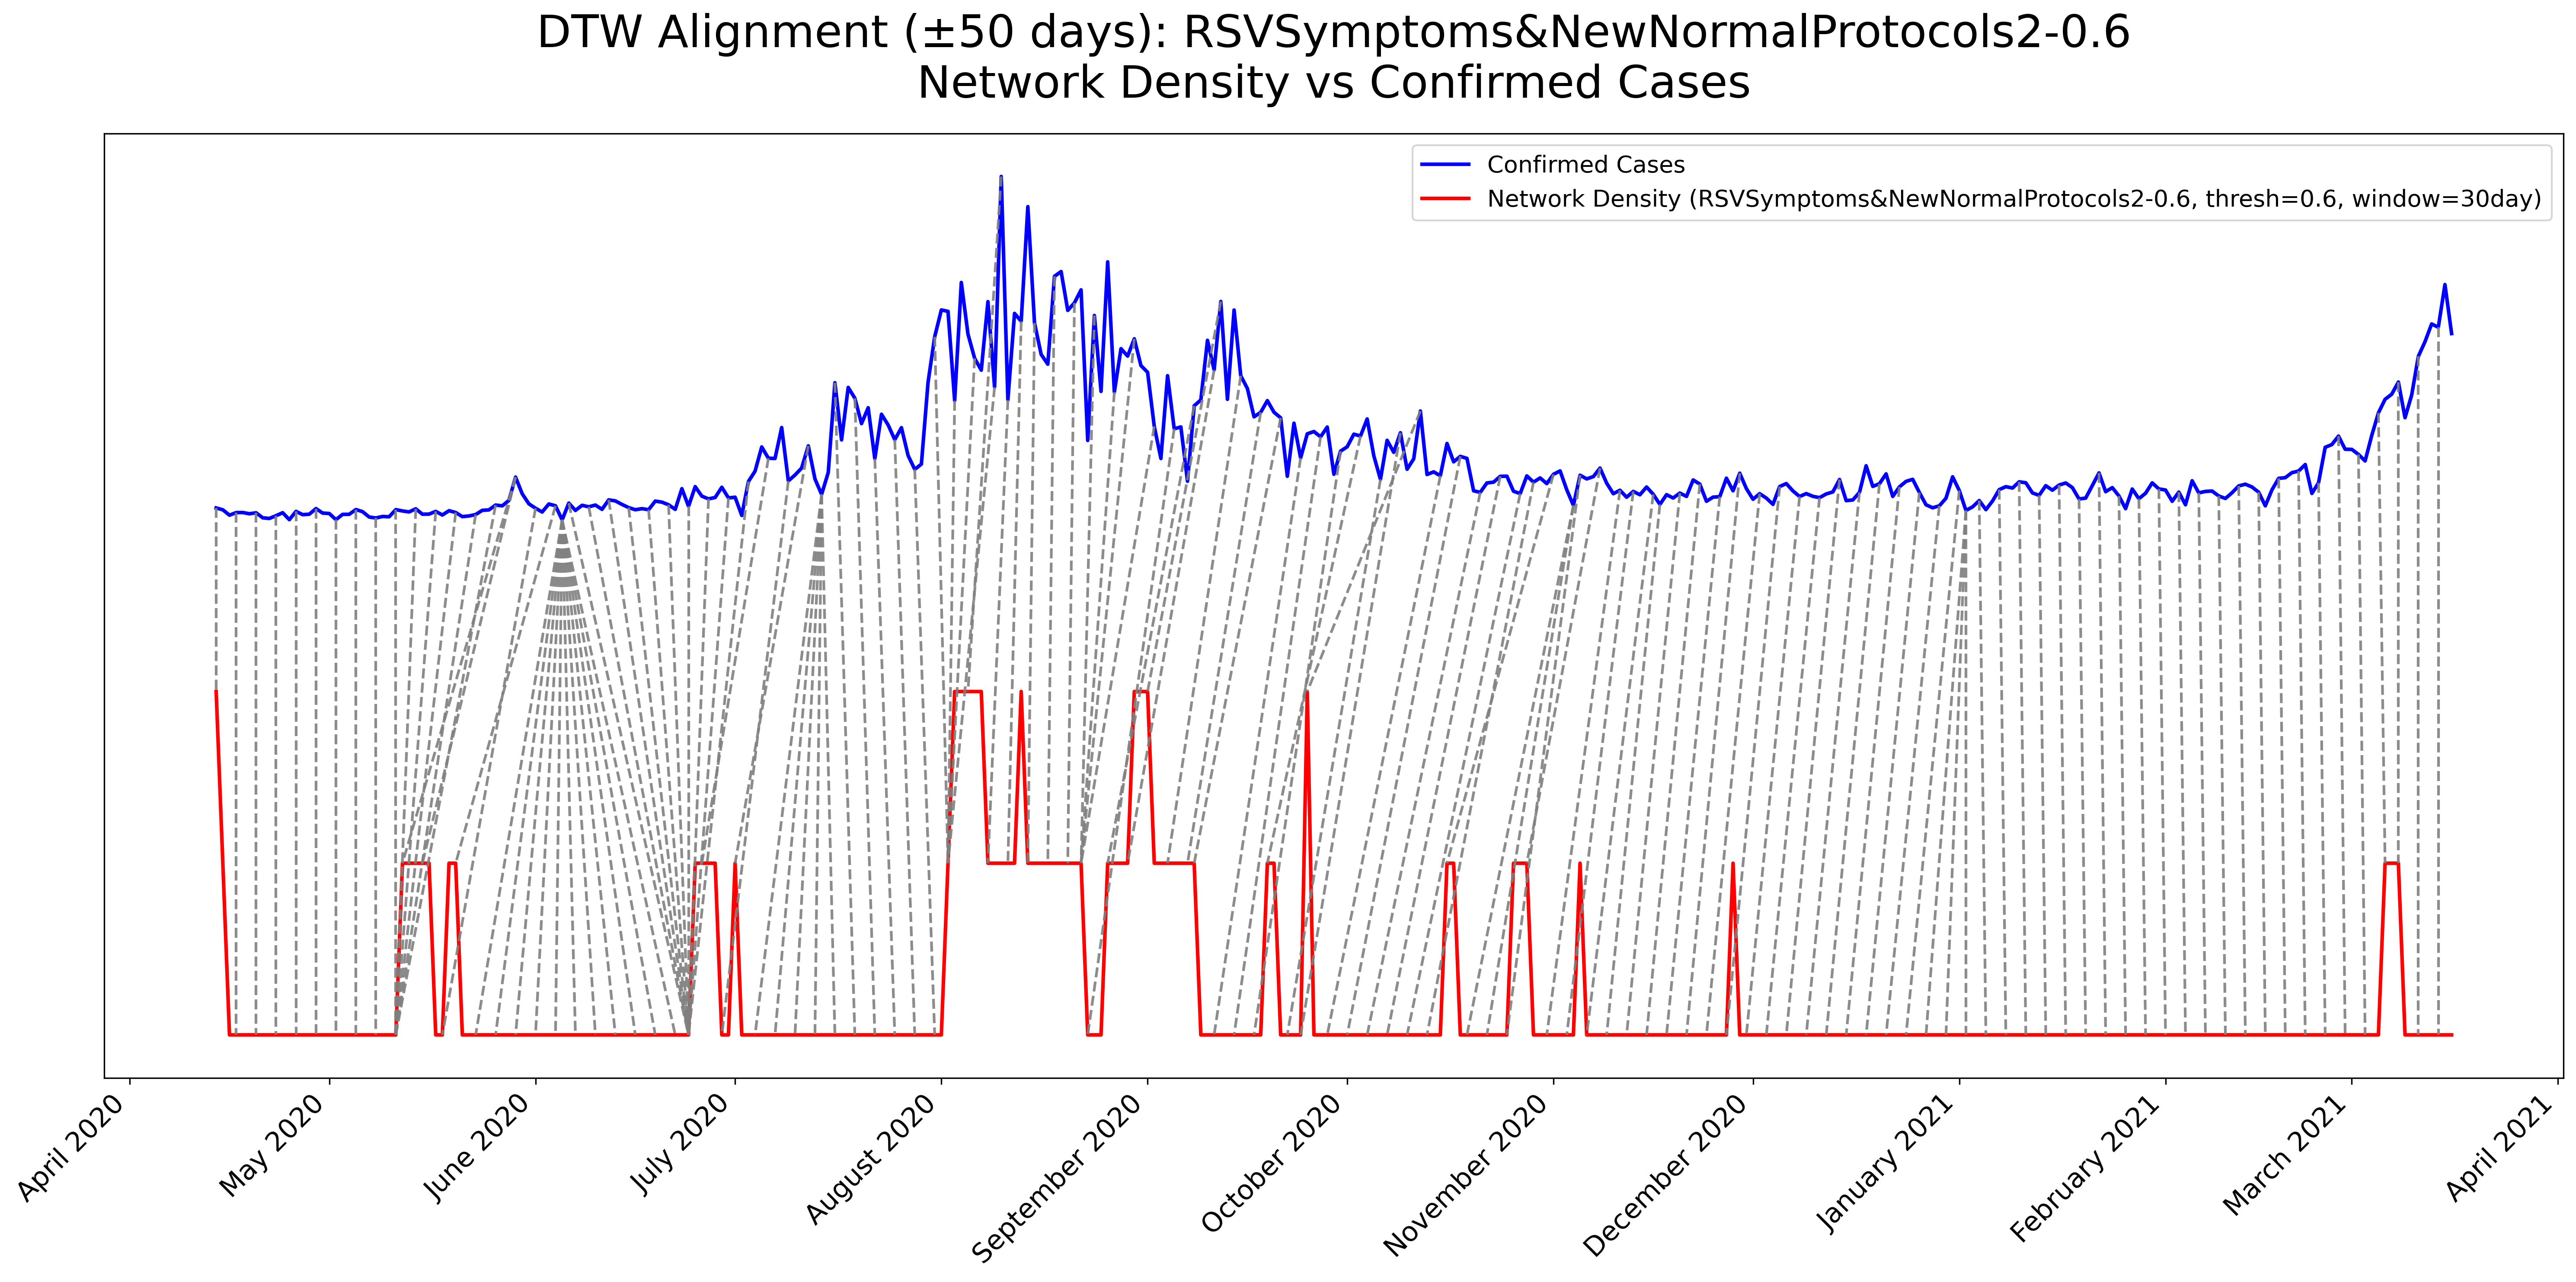 DTW Alignment (±50 days): RSVSymptoms&NewNormalProtocols2-0.6
Network Density vs Confirmed Cases
Confirmed Cases
Network Density (RSVSymptoms&NewNormalProtocols2-0.6, thresh=0.6, window=30day)
April 2020
May 2020
June 2020
July 2020
August 2020
September 2020
October 2020
November 2020
December 2020
January 2021
February 2021
March 2021
April 2021